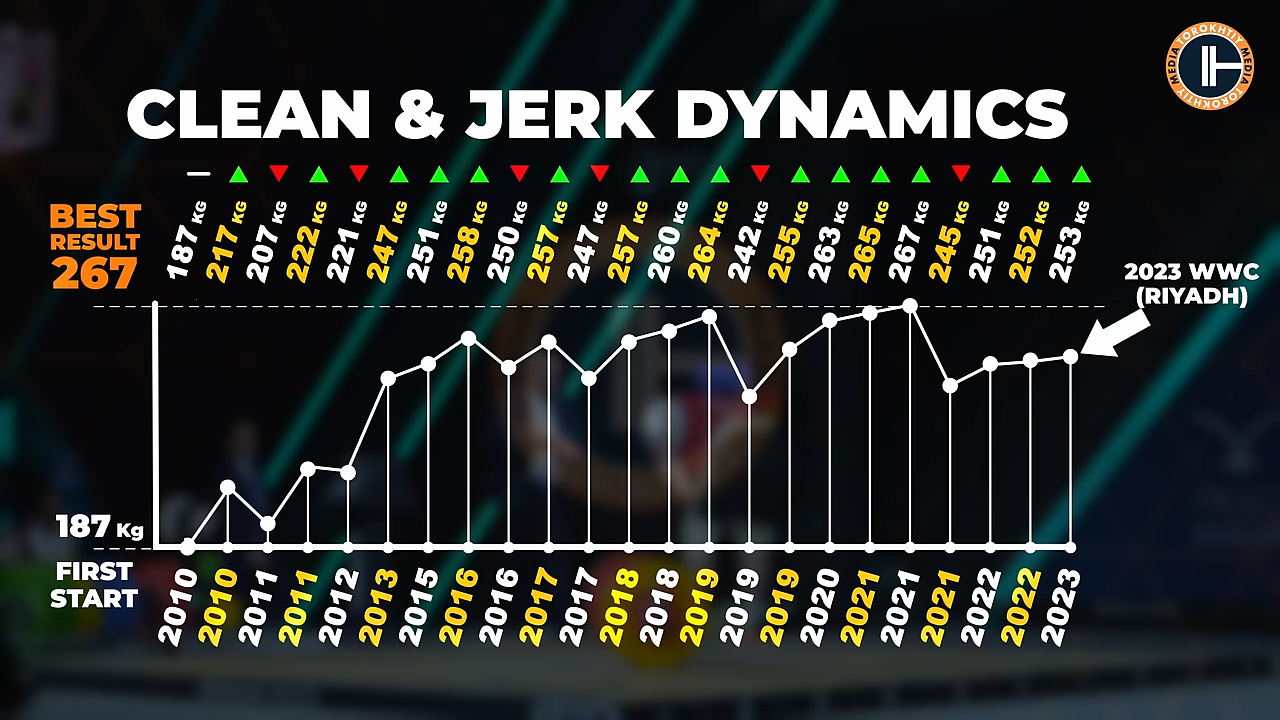 TOROKHTIY MEDIA TOROKHTIY MEDIA
CLEAN & JERK DYNAMICS
BEST
RESULT
267
187 KG 217 KG 207 KG 222 KG 221 KG 247 KG 251 KG 258 KG 250 KG 257 KG 247 KG 257 KG 260 KG 264 KG 242 KG 255 KG 263 KG 265 KG 267 KG 245 KG 251 KG 252 KG 253 KG
2023 WWC
(RIYADH)
187 Kg
FIRST
START
2010 2010 2011 2011 2012 2013 2015 2016 2016 2017 2017 2018 2018 2019 2019 2019 2020 2021 2021 2021 2022 2022 2023